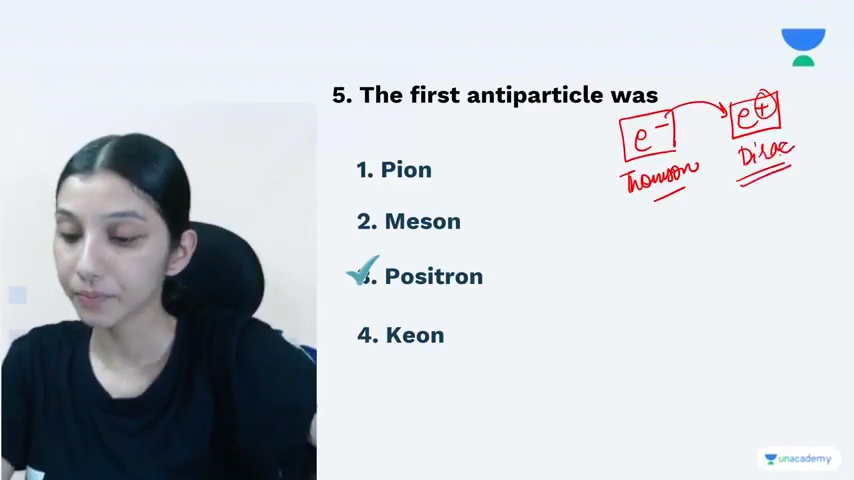 5. The first antiparticle was
e⁻
e⁺
Thomson
Dirac
1. Pion
2. Meson
3. Positron
4. Keon
unacademy